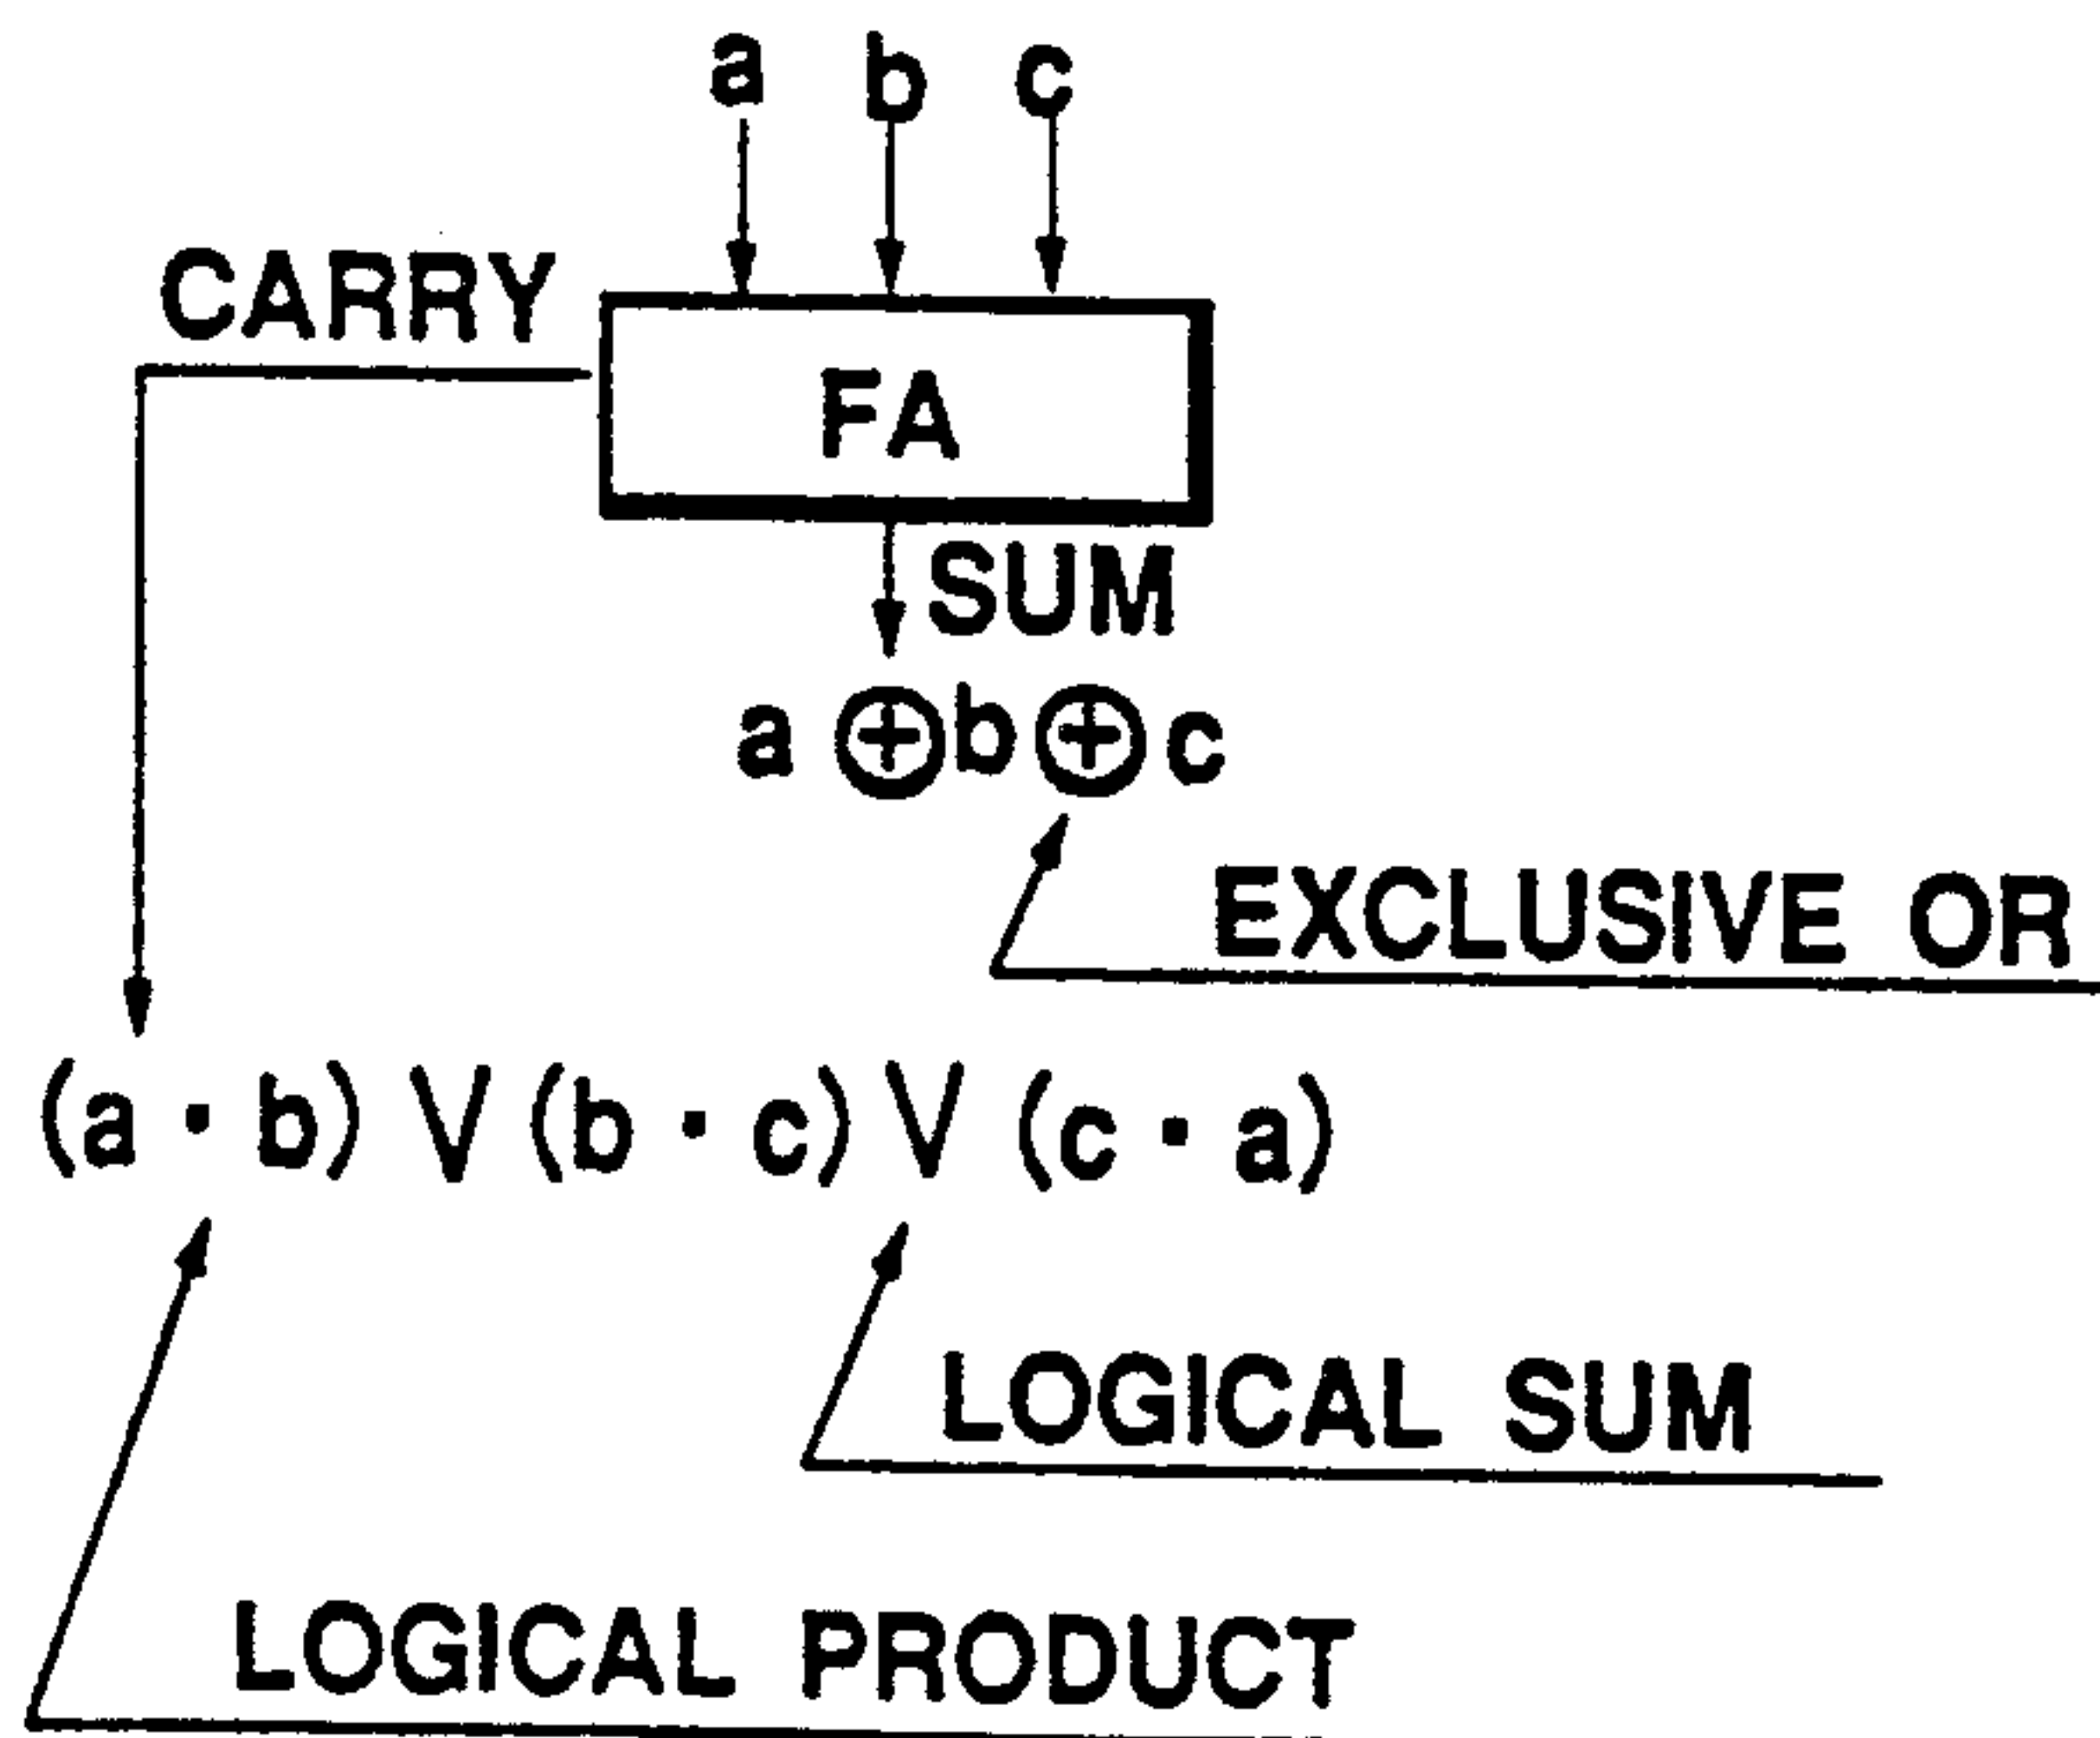 a b c
CARRY
FA
SUM
a ⊕ b ⊕ c
EXCLUSIVE OR
(a · b) V (b · c) V (c · a)
LOGICAL SUM
LOGICAL PRODUCT